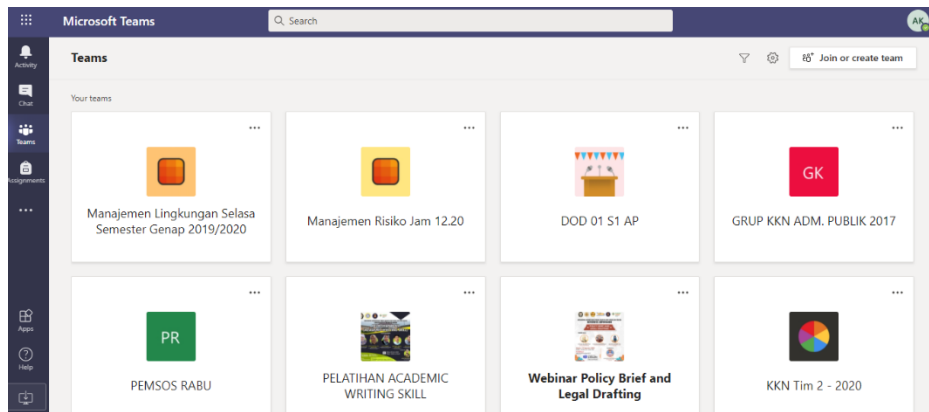 Microsoft Teams
Search
AK
Activity
Chat
Teams
Assignments
Apps
Help
Teams
Join or create team
Your teams
Manajemen Lingkungan Selasa
Semester Genap 2019/2020
Manajemen Risiko Jam 12.20
DOD 01 S1 AP
GK
GRUP KKN ADM. PUBLIK 2017
PR
PEMSOS RABU
PELATIHAN ACADEMIC
WRITING SKILL
Webinar Policy Brief and
Legal Drafting
KKN Tim 2 - 2020